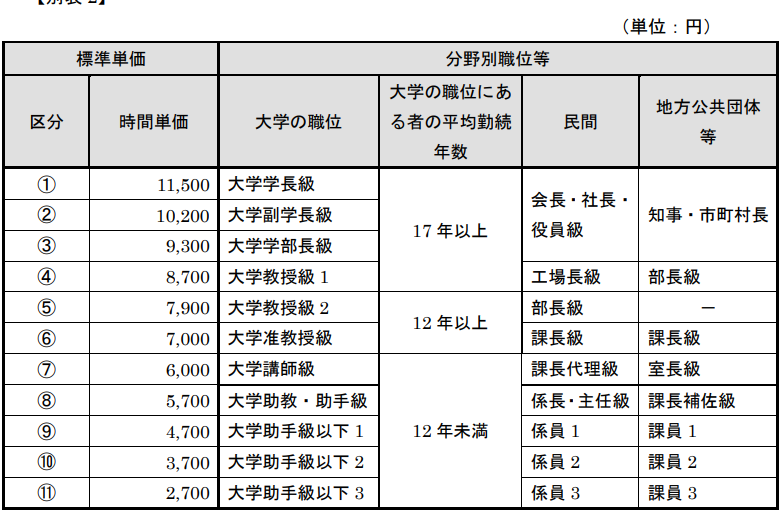 【別表2】
（単位：円）
標準単価 分野別職位等
区分 時間単価 大学の職位 大学の職位にある者の平均勤続年数 民間 地方公共団体等
① 11,500 大学学長級 17年以上 会長・社長・役員級 知事・市町村長
② 10,200 大学副学長級
③ 9,300 大学学部長級
④ 8,700 大学教授級1 工場長級 部長級
⑤ 7,900 大学教授級2 12年以上 部長級 －
⑥ 7,000 大学准教授級 課長級 課長級
⑦ 6,000 大学講師級 12年未満 課長代理級 室長級
⑧ 5,700 大学助教・助手級 係長・主任級 課長補佐級
⑨ 4,700 大学助手級以下1 係員1 課員1
⑩ 3,700 大学助手級以下2 係員2 課員2
⑪ 2,700 大学助手級以下3 係員3 課員3